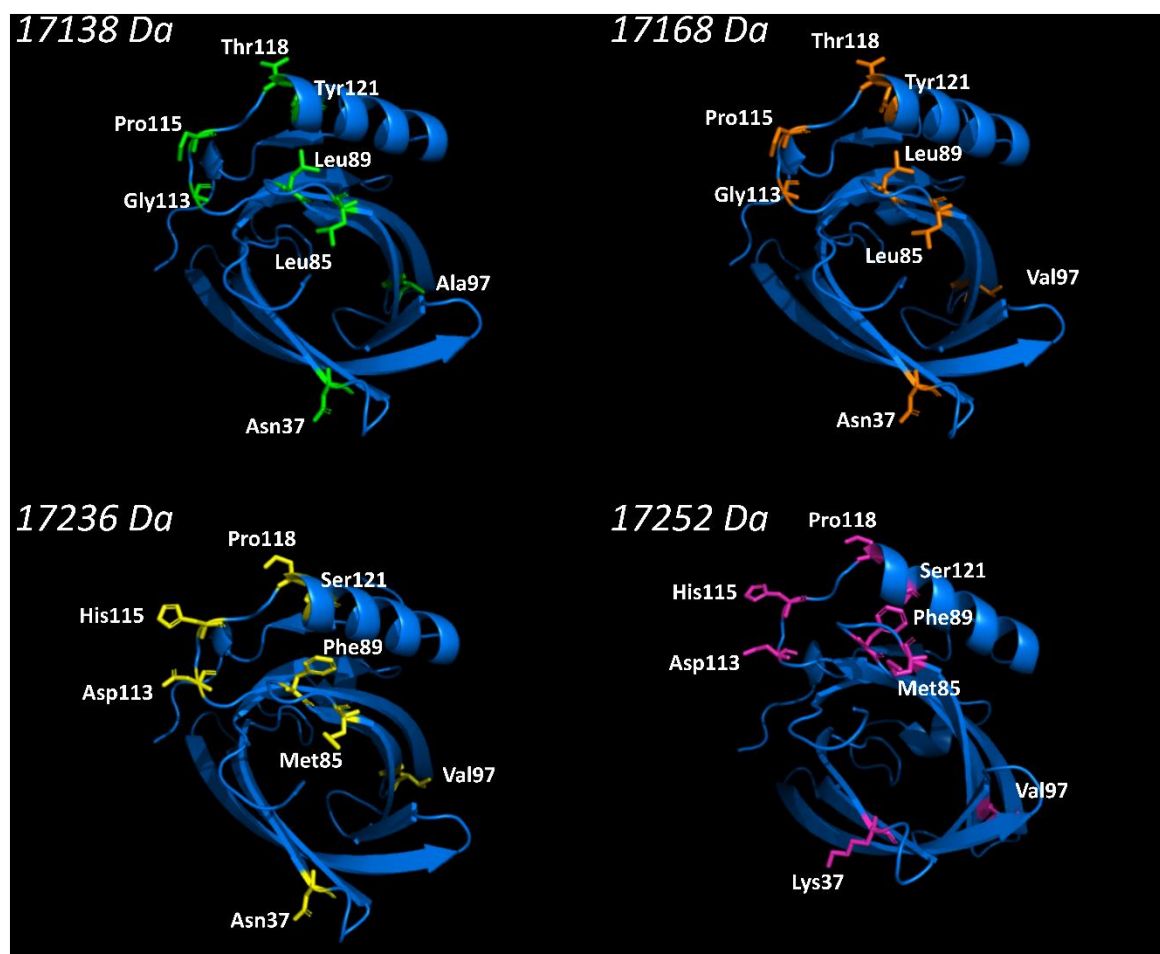 17138 Da
Thr118
Tyr121
Pro115
Leu89
Gly113
Leu85
Ala97
Asn37
17168 Da
Thr118
Tyr121
Pro115
Leu89
Gly113
Leu85
Val97
Asn37
17236 Da
Pro118
Ser121
His115
Phe89
Asp113
Met85
Val97
Asn37
17252 Da
Pro118
Ser121
His115
Phe89
Asp113
Met85
Val97
Lys37